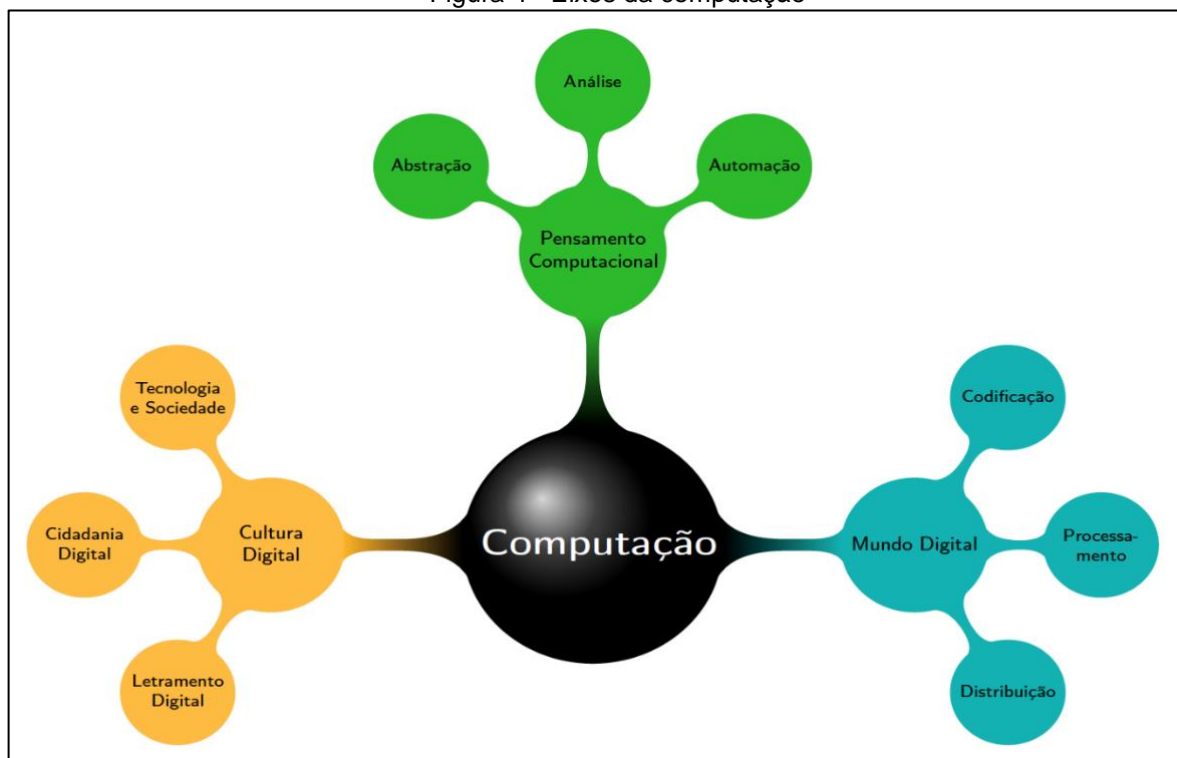 Análise
Abstração
Automação
Pensamento
Computacional
Tecnologia
e Sociedade
Codificação
Cidadania
Digital
Cultura
Digital
Computação
Mundo Digital
Processa-
mento
Letramento
Digital
Distribuição